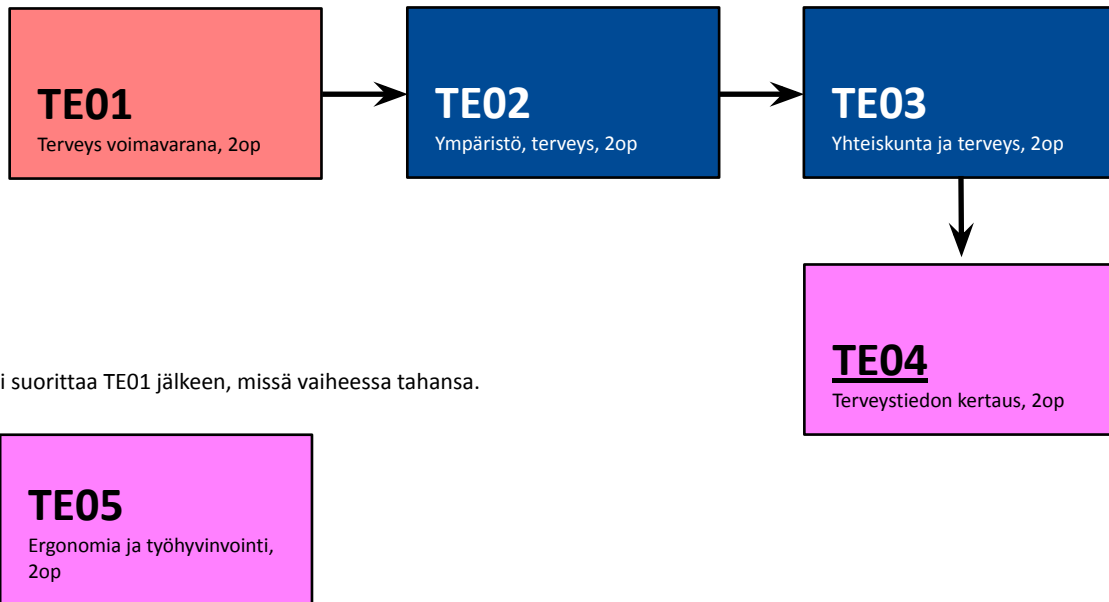 TE01
Terveys voimavarana, 2op
TE02
Ympäristö, terveys, 2op
TE03
Yhteiskunta ja terveys, 2op
TE04
Terveystiedon kertaus, 2op
i suorittaa TE01 jälkeen, missä vaiheessa tahansa.
TE05
Ergonomia ja työhyvinvointi,
2op